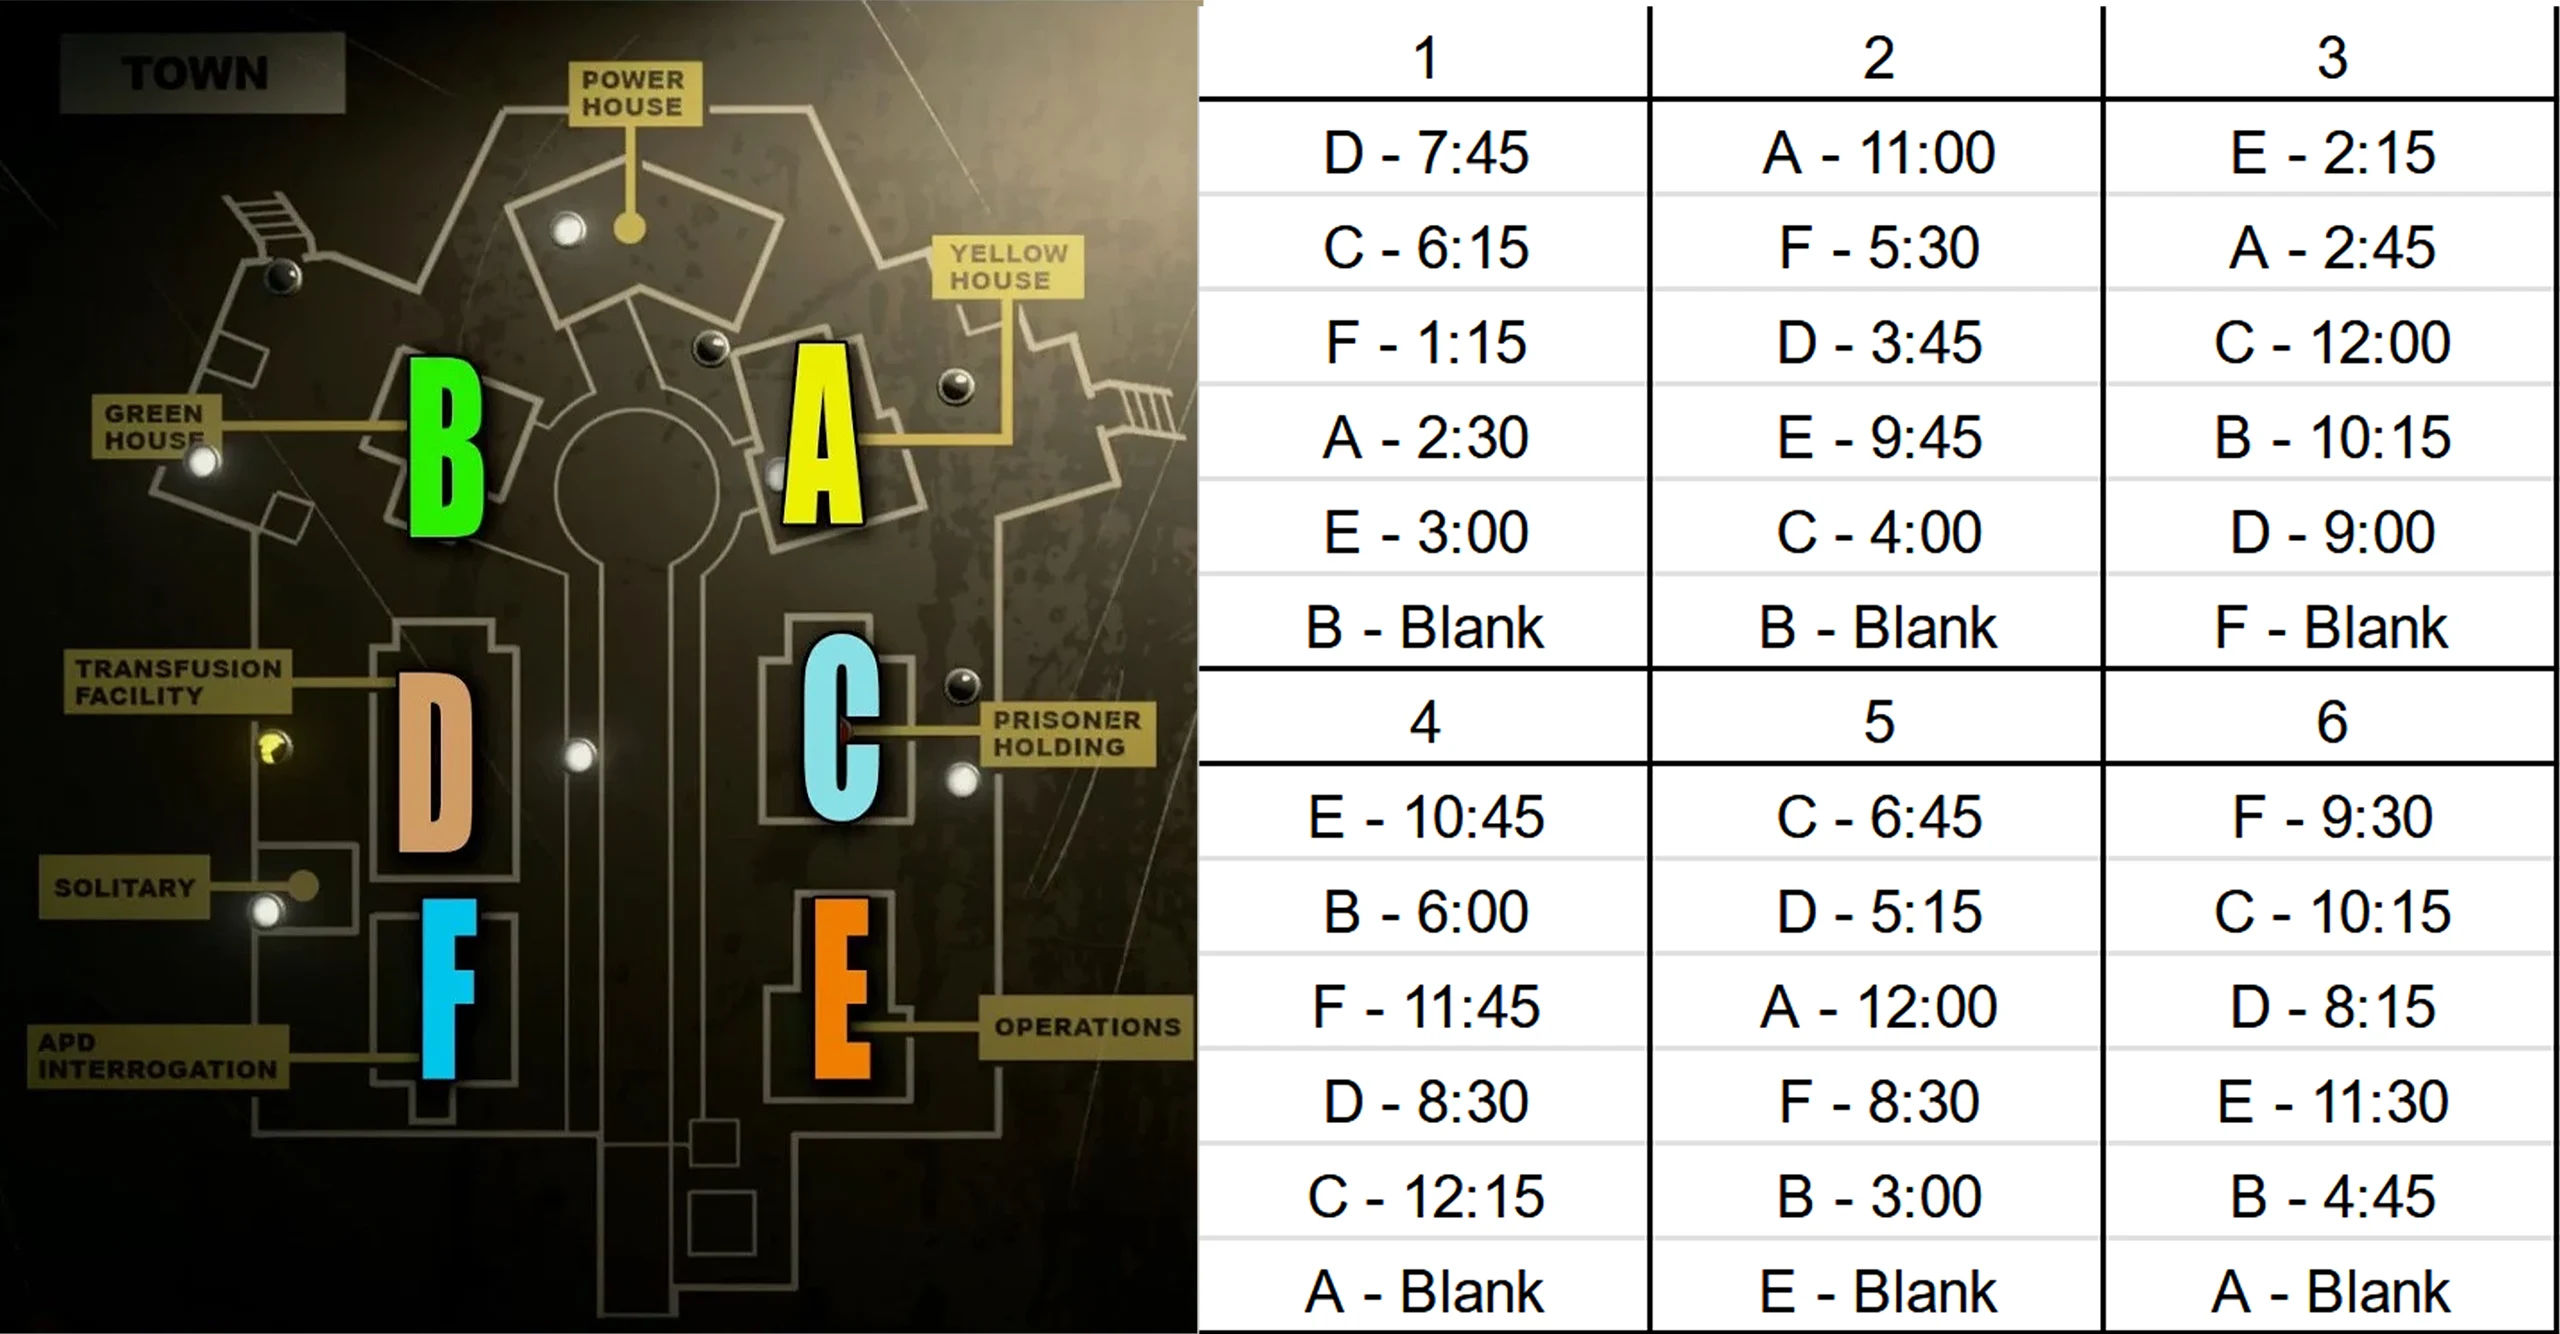 TOWN
POWER
HOUSE
YELLOW
HOUSE
GREEN
HOUSE
B
A
TRANSFUSION
FACILITY
D
C
PRISONER
HOLDING
SOLITARY
F
E
APD
INTERROGATION
OPERATIONS
1
D - 7:45
C - 6:15
F - 1:15
A - 2:30
E - 3:00
B - Blank
2
A - 11:00
F - 5:30
D - 3:45
E - 9:45
C - 4:00
B - Blank
3
E - 2:15
A - 2:45
C - 12:00
B - 10:15
D - 9:00
F - Blank
4
E - 10:45
B - 6:00
F - 11:45
D - 8:30
C - 12:15
A - Blank
5
C - 6:45
D - 5:15
A - 12:00
F - 8:30
B - 3:00
E - Blank
6
F - 9:30
C - 10:15
D - 8:15
E - 11:30
B - 4:45
A - Blank